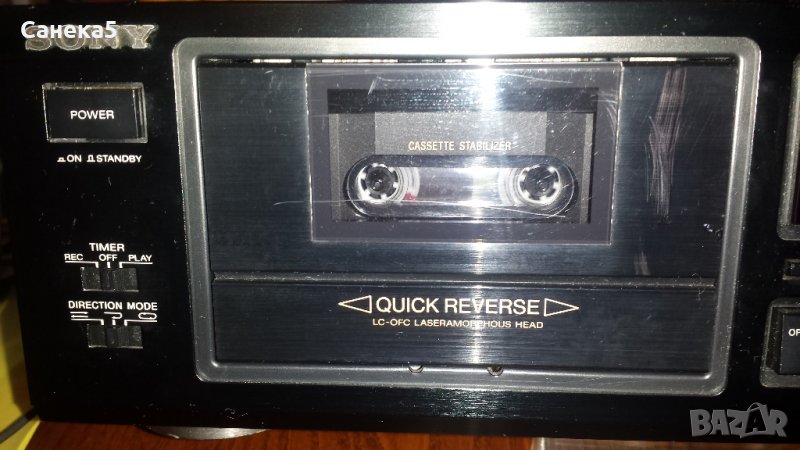 Санека5
SONY
POWER
ON STANDBY
CASSETTE STABILIZER
TIMER
REC OFF PLAY
DIRECTION MODE
QUICK REVERSE
LC-OFC LASERAMORPHOUS HEAD
BAZAR